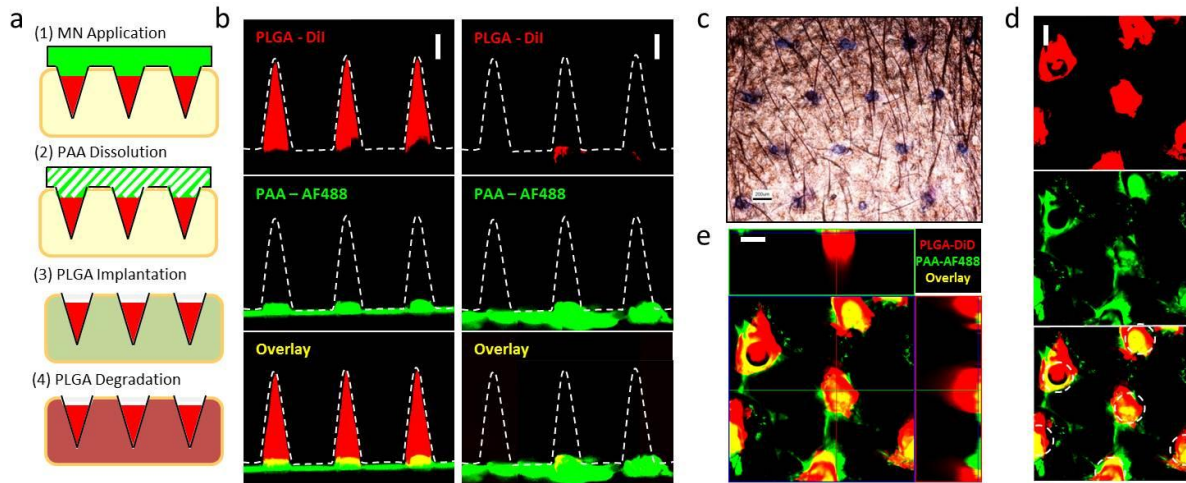 a
(1) MN Application
(2) PAA Dissolution
(3) PLGA Implantation
(4) PLGA Degradation
b
PLGA - DiI
PLGA - DiI
PAA – AF488
PAA – AF488
Overlay
Overlay
c
200um
d
e
PLGA-DiD
PAA-AF488
Overlay